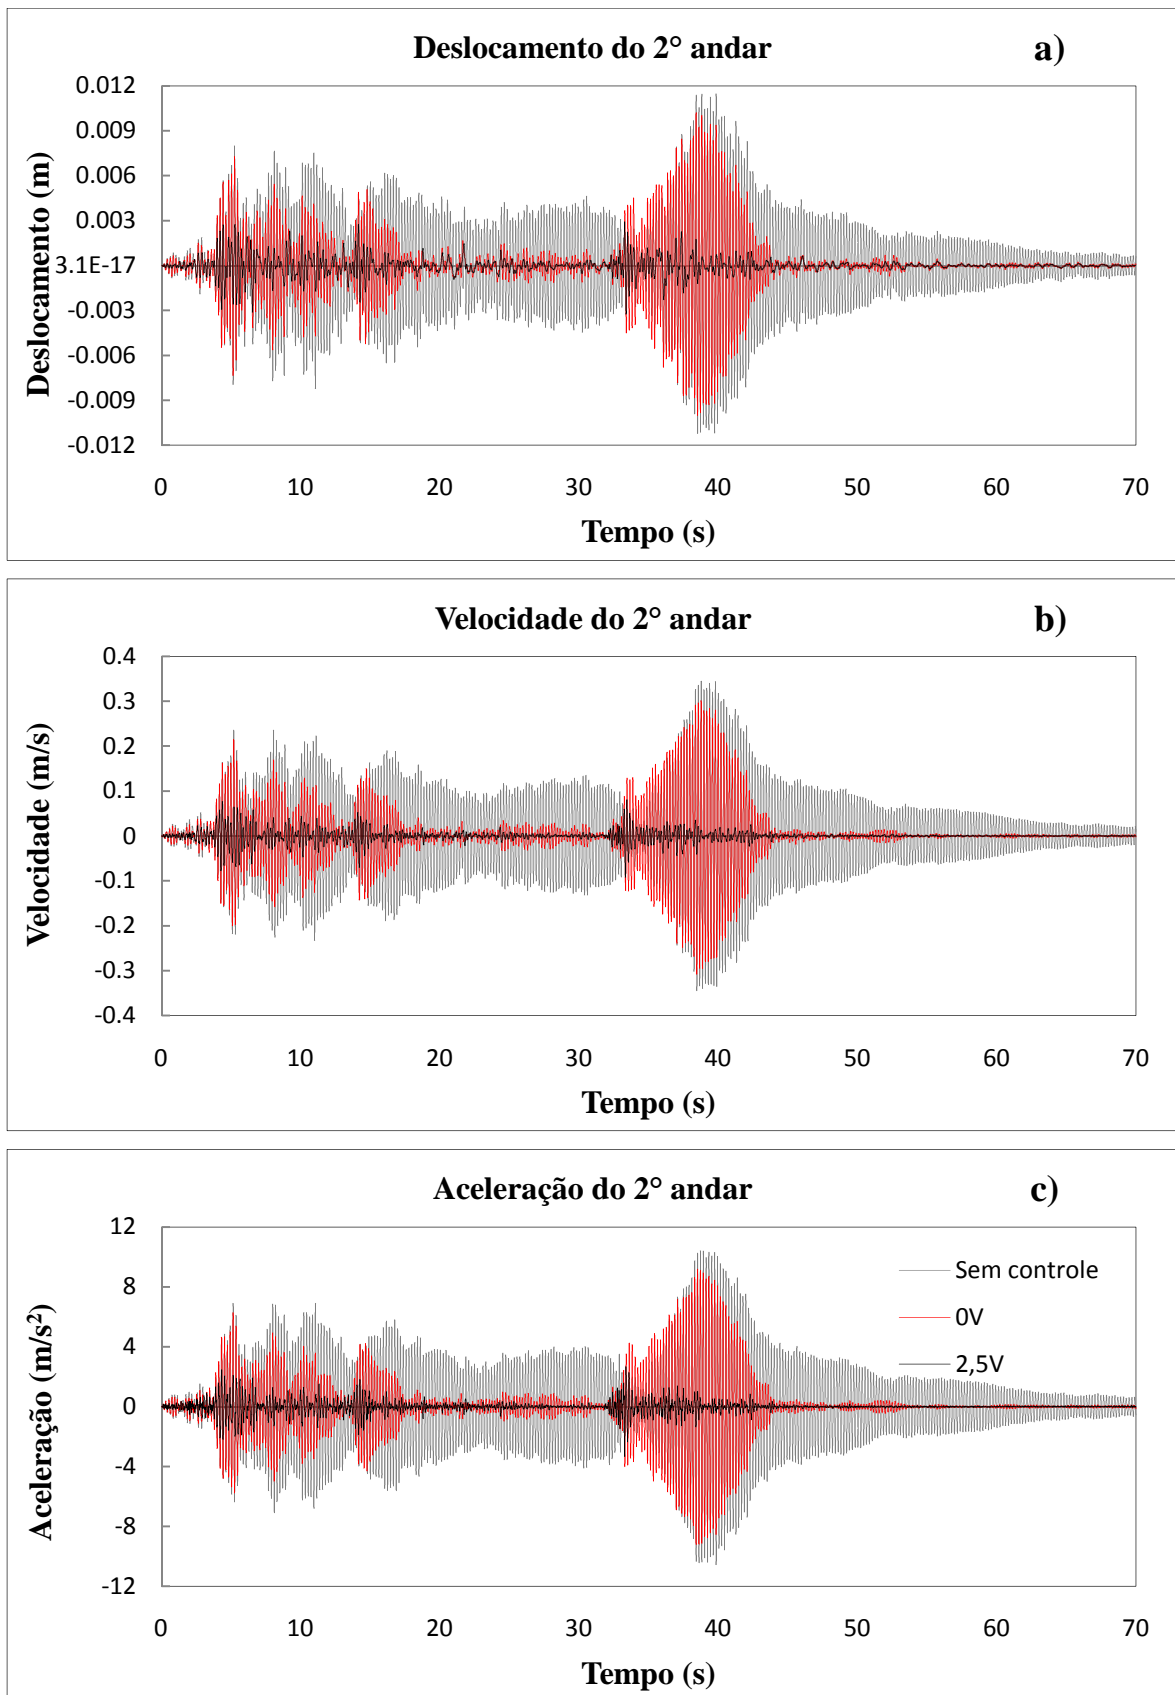 Deslocamento do 2° andar
a)
Deslocamento (m)
0.012
0.009
0.006
0.003
3.1E-17
-0.003
-0.006
-0.009
-0.012
0 10 20 30 40 50 60 70
Tempo (s)
Velocidade do 2° andar
b)
Velocidade (m/s)
0.4
0.3
0.2
0.1
0
-0.1
-0.2
-0.3
-0.4
0 10 20 30 40 50 60 70
Tempo (s)
Aceleração do 2° andar
c)
Aceleração (m/s²)
12
8
4
0
-4
-8
-12
Sem controle
0V
2,5V
0 10 20 30 40 50 60 70
Tempo (s)